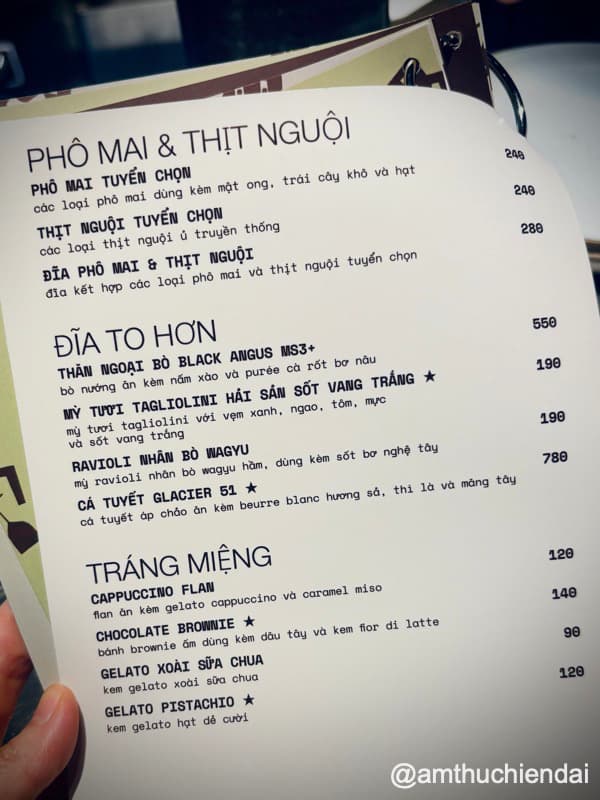 PHÔ MAI & THỊT NGUỘI
PHÔ MAI TUYỂN CHỌN 240
các loại phô mai dùng kèm mật ong, trái cây khô và hạt
THỊT NGUỘI TUYỂN CHỌN 240
các loại thịt nguội ủ truyền thống
ĐĨA PHÔ MAI & THỊT NGUỘI 280
đĩa kết hợp các loại phô mai và thịt nguội tuyển chọn
ĐĨA TO HƠN
THĂN NGOẠI BÒ BLACK ANGUS MS3+ 550
bò nướng ăn kèm nấm xào và purée cà rốt bơ nâu
MỲ TƯƠI TAGLIOLINI HẢI SẢN SỐT VANG TRẮNG ★ 190
mỳ tươi tagliolini với vẹm xanh, ngao, tôm, mực
và sốt vang trắng
RAVIOLI NHÂN BÒ WAGYU 190
mỳ ravioli nhân bò wagyu hầm, dùng kèm sốt bơ nghệ tây
CÁ TUYẾT GLACIER 51 ★ 780
cá tuyết áp chảo ăn kèm beurre blanc hương sả, thì là và măng tây
TRÁNG MIỆNG
CAPPUCCINO FLAN 120
flan ăn kèm gelato cappuccino và caramel miso
CHOCOLATE BROWNIE ★ 140
bánh brownie ấm dùng kèm dâu tây và kem fior di latte
GELATO XOÀI SỮA CHUA 90
kem gelato xoài sữa chua
GELATO PISTACHIO ★ 120
kem gelato hạt dẻ cười
@amthuchiendai